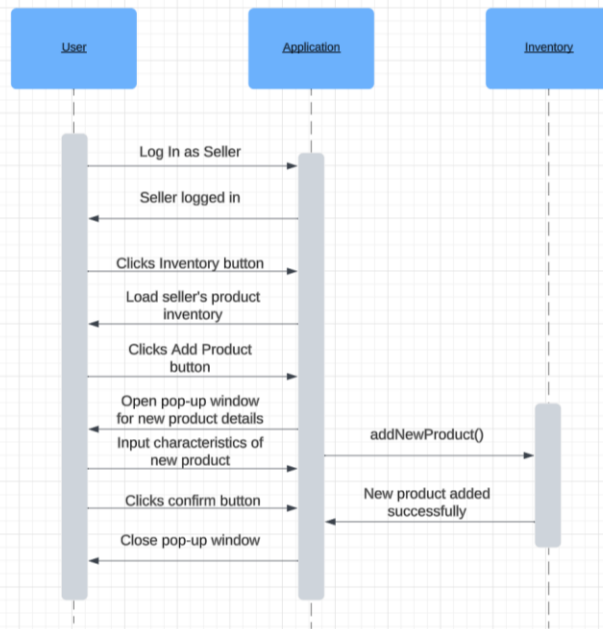 User
Application
Inventory
Log In as Seller
Seller logged in
Clicks Inventory button
Load seller's product
inventory
Clicks Add Product
button
Open pop-up window
for new product details
addNewProduct()
Input characteristics of
new product
Clicks confirm button
New product added
successfully
Close pop-up window